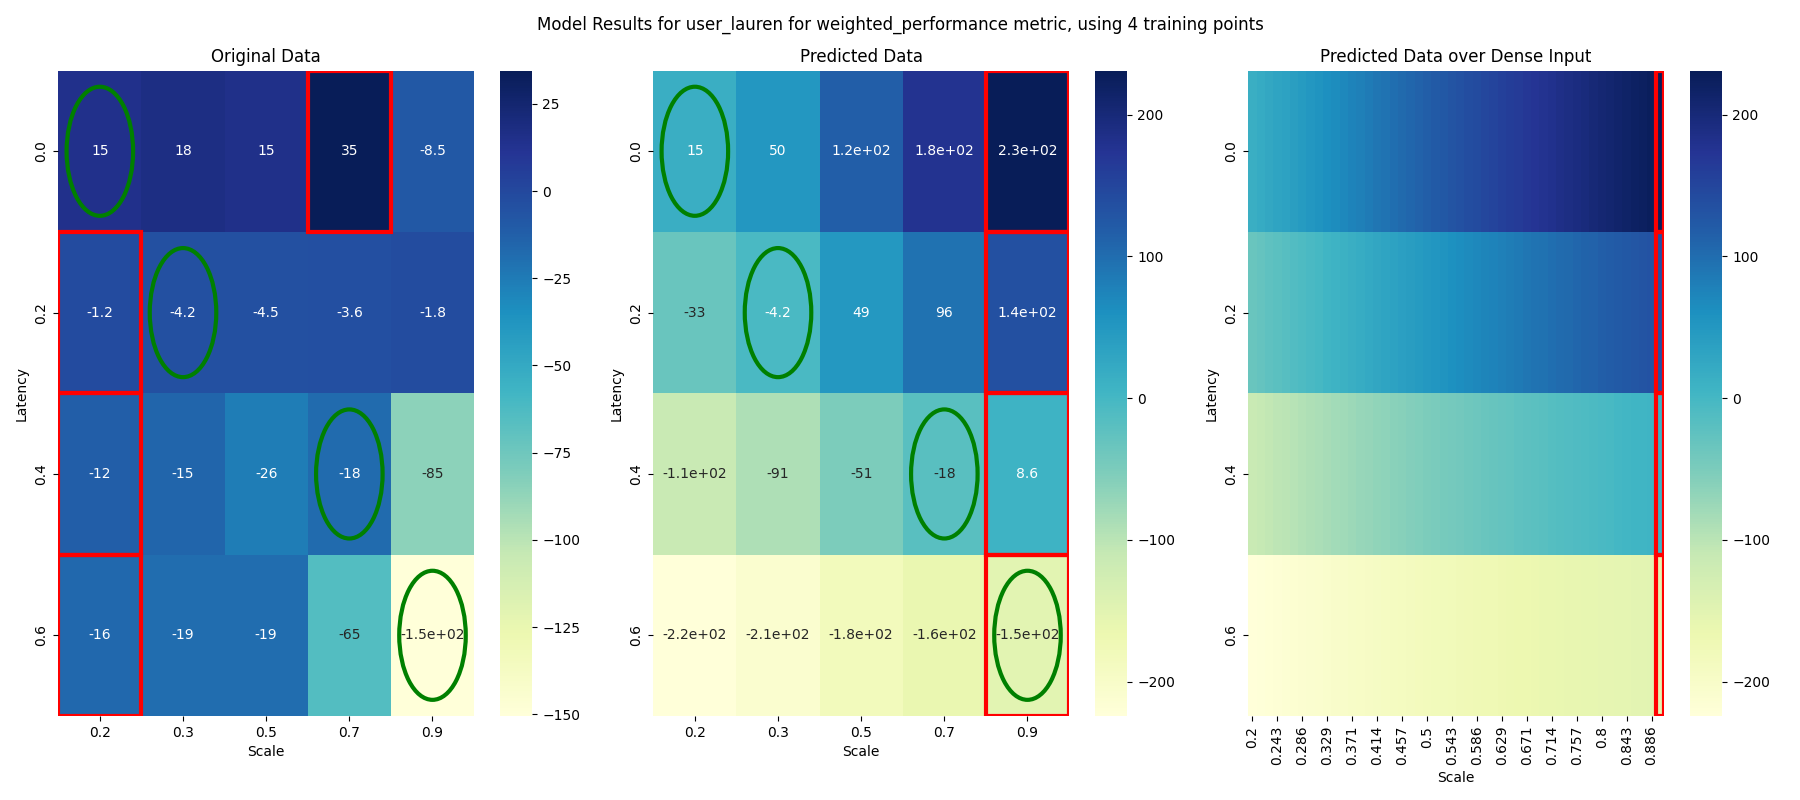 Model Results for user_lauren for weighted_performance metric, using 4 training points
Original Data
Latency
0.0
15 18 15 35 -8.5
0.2
-1.2 -4.2 -4.5 -3.6 -1.8
0.4
-12 -15 -26 -18 -85
0.6
-16 -19 -19 -65 -1.5e+02
0.2 0.3 0.5 0.7 0.9
Scale
25
0
−25
−50
−75
−100
−125
−150
Predicted Data
Latency
0.0
15 50 1.2e+02 1.8e+02 2.3e+02
0.2
-33 -4.2 49 96 1.4e+02
0.4
-1.1e+02 -91 -51 -18 8.6
0.6
-2.2e+02 -2.1e+02 -1.8e+02 -1.6e+02 -1.5e+02
0.2 0.3 0.5 0.7 0.9
Scale
200
100
0
−100
−200
Predicted Data over Dense Input
Latency
0.0
0.2
0.4
0.6
0.2 0.243 0.286 0.329 0.371 0.414 0.457 0.5 0.543 0.586 0.629 0.671 0.714 0.757 0.8 0.843 0.886
Scale
200
100
0
−100
−200